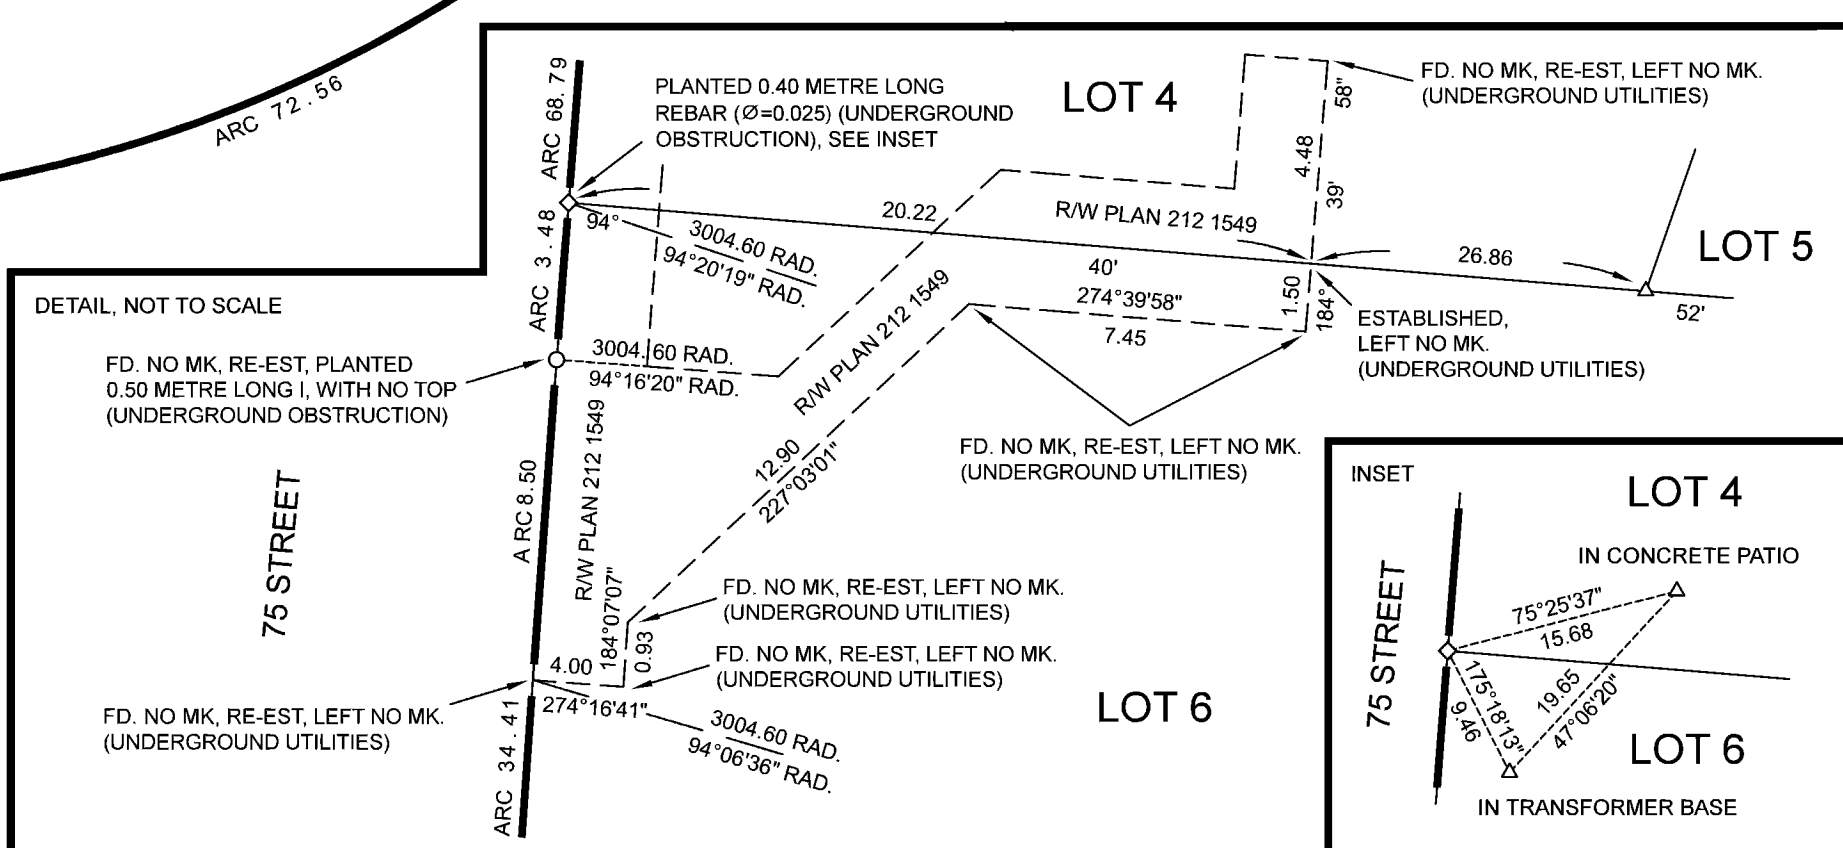 ARC 72.56
ARC 68.79
PLANTED 0.40 METRE LONG
REBAR (Ø=0.025) (UNDERGROUND
OBSTRUCTION), SEE INSET
LOT 4
58"
39'
4.48
FD. NO MK, RE-EST, LEFT NO MK.
(UNDERGROUND UTILITIES)
94°
3004.60 RAD.
94°20'19" RAD.
20.22
R/W PLAN 212 1549
40'
26.86
LOT 5
52'
ARC 3.48
DETAIL, NOT TO SCALE
R/W PLAN 212 1549
274°39'58"
7.45
1.50
184°
ESTABLISHED,
LEFT NO MK.
(UNDERGROUND UTILITIES)
FD. NO MK, RE-EST, PLANTED
0.50 METRE LONG I, WITH NO TOP
(UNDERGROUND OBSTRUCTION)
3004.60 RAD.
94°16'20" RAD.
FD. NO MK, RE-EST, LEFT NO MK.
(UNDERGROUND UTILITIES)
75 STREET
ARC 8.50
R/W PLAN 212 1549
12.90
227°03'01"
184°07'07"
0.93
FD. NO MK, RE-EST, LEFT NO MK.
(UNDERGROUND UTILITIES)
FD. NO MK, RE-EST, LEFT NO MK.
(UNDERGROUND UTILITIES)
4.00
274°16'41"
FD. NO MK, RE-EST, LEFT NO MK.
(UNDERGROUND UTILITIES)
ARC 34.41
3004.60 RAD.
94°06'36" RAD.
LOT 6
INSET
LOT 4
IN CONCRETE PATIO
75 STREET
75°25'37"
15.68
175°18'13"
9.46
19.65
47°06'20"
LOT 6
IN TRANSFORMER BASE